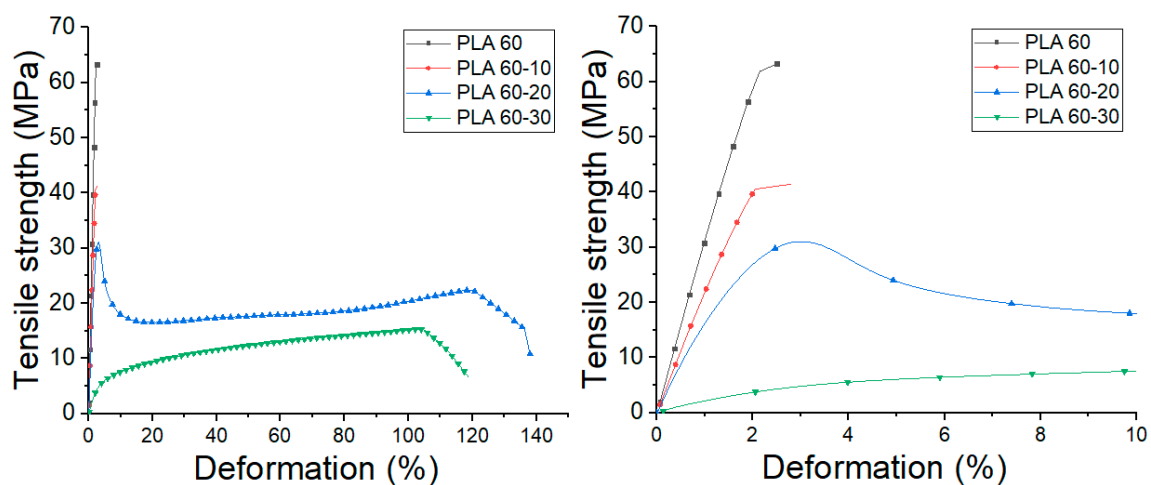 70
60
50
40
30
20
10
0
Tensile strength (MPa)
PLA 60
PLA 60-10
PLA 60-20
PLA 60-30
0 20 40 60 80 100 120 140
Deformation (%)
70
60
50
40
30
20
10
0
Tensile strength (MPa)
PLA 60
PLA 60-10
PLA 60-20
PLA 60-30
0 2 4 6 8 10
Deformation (%)